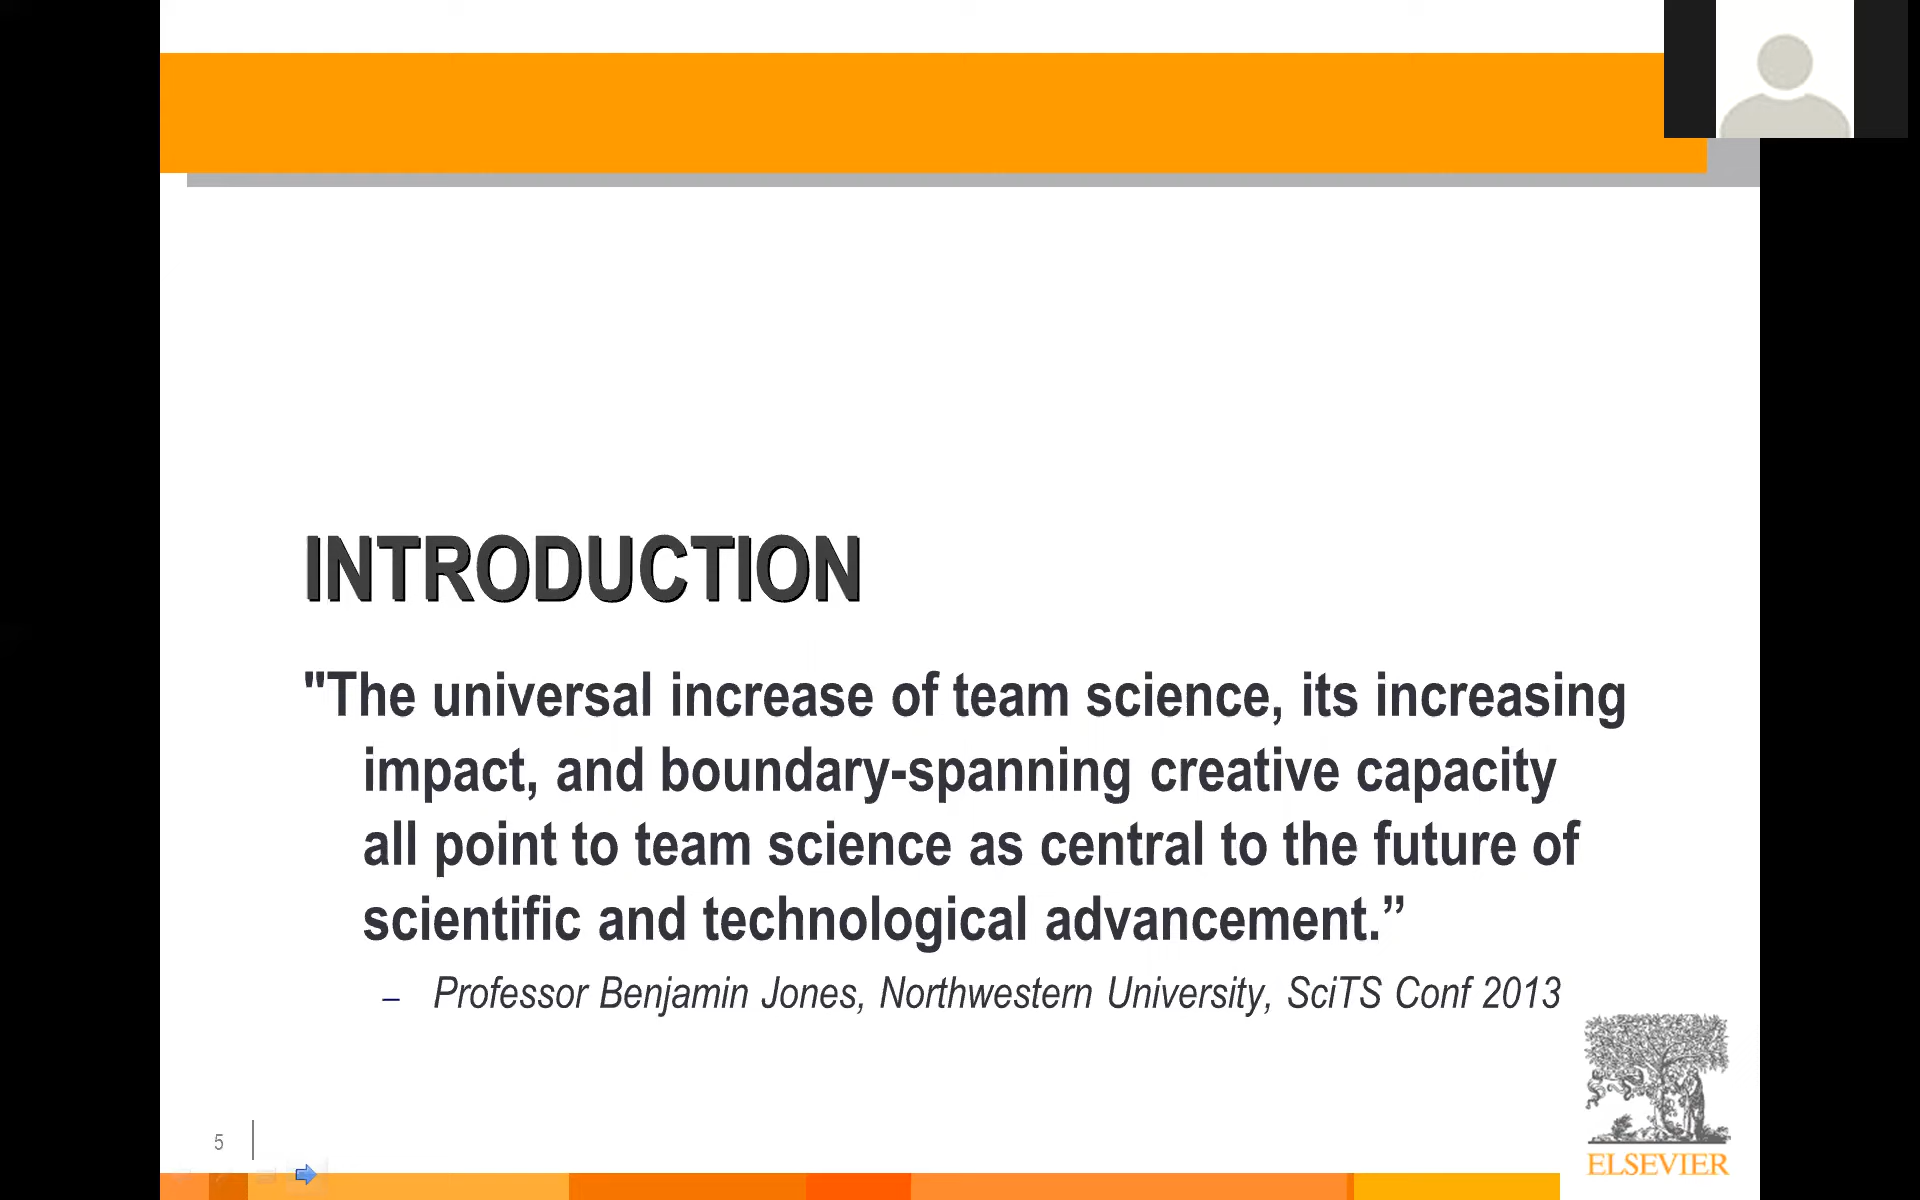 INTRODUCTION
"The universal increase of team science, its increasing
impact, and boundary-spanning creative capacity
all point to team science as central to the future of
scientific and technological advancement.”
– Professor Benjamin Jones, Northwestern University, SciTS Conf 2013
5
ELSEVIER